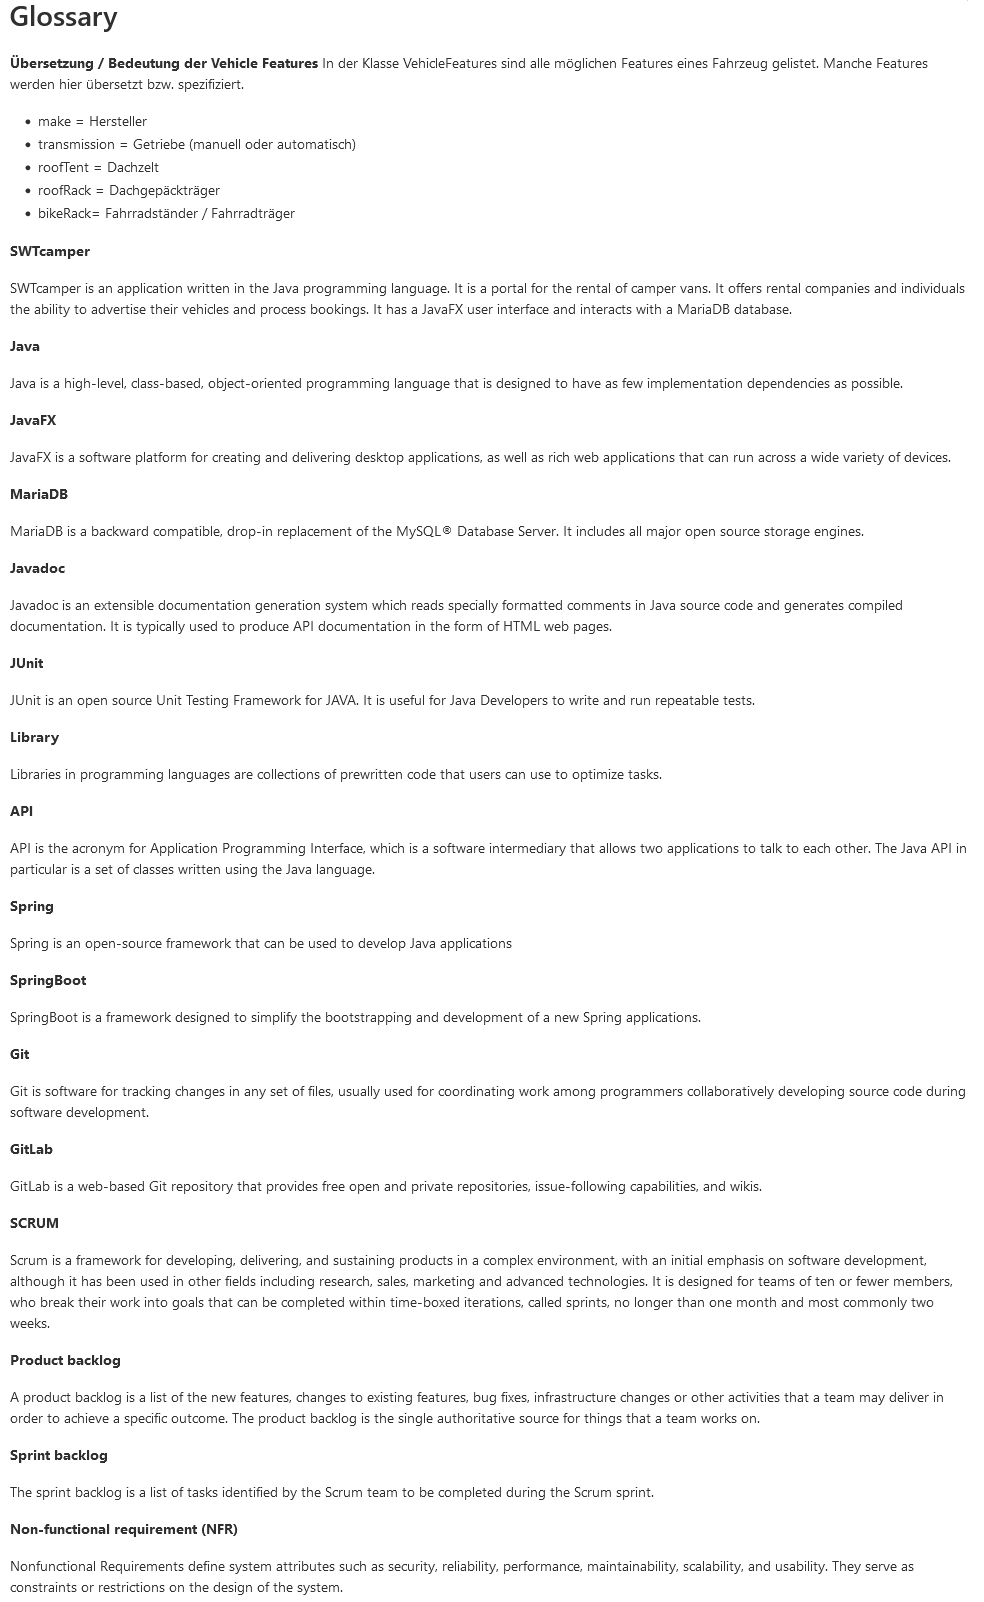 Glossary
Übersetzung / Bedeutung der Vehicle Features In der Klasse VehicleFeatures sind alle möglichen Features eines Fahrzeug gelistet. Manche Features
werden hier übersetzt bzw. spezifiziert.
• make = Hersteller
• transmission = Getriebe (manuell oder automatisch)
• roofTent = Dachzelt
• roofRack = Dachgepäckträger
• bikeRack= Fahrradständer / Fahrradträger
SWTcamper
SWTcamper is an application written in the Java programming language. It is a portal for the rental of camper vans. It offers rental companies and individuals
the ability to advertise their vehicles and process bookings. It has a JavaFX user interface and interacts with a MariaDB database.
Java
Java is a high-level, class-based, object-oriented programming language that is designed to have as few implementation dependencies as possible.
JavaFX
JavaFX is a software platform for creating and delivering desktop applications, as well as rich web applications that can run across a wide variety of devices.
MariaDB
MariaDB is a backward compatible, drop-in replacement of the MySQL® Database Server. It includes all major open source storage engines.
Javadoc
Javadoc is an extensible documentation generation system which reads specially formatted comments in Java source code and generates compiled
documentation. It is typically used to produce API documentation in the form of HTML web pages.
JUnit
JUnit is an open source Unit Testing Framework for JAVA. It is useful for Java Developers to write and run repeatable tests.
Library
Libraries in programming languages are collections of prewritten code that users can use to optimize tasks.
API
API is the acronym for Application Programming Interface, which is a software intermediary that allows two applications to talk to each other. The Java API in
particular is a set of classes written using the Java language.
Spring
Spring is an open-source framework that can be used to develop Java applications
SpringBoot
SpringBoot is a framework designed to simplify the bootstrapping and development of a new Spring applications.
Git
Git is software for tracking changes in any set of files, usually used for coordinating work among programmers collaboratively developing source code during
software development.
GitLab
GitLab is a web-based Git repository that provides free open and private repositories, issue-following capabilities, and wikis.
SCRUM
Scrum is a framework for developing, delivering, and sustaining products in a complex environment, with an initial emphasis on software development,
although it has been used in other fields including research, sales, marketing and advanced technologies. It is designed for teams of ten or fewer members,
who break their work into goals that can be completed within time-boxed iterations, called sprints, no longer than one month and most commonly two
weeks.
Product backlog
A product backlog is a list of the new features, changes to existing features, bug fixes, infrastructure changes or other activities that a team may deliver in
order to achieve a specific outcome. The product backlog is the single authoritative source for things that a team works on.
Sprint backlog
The sprint backlog is a list of tasks identified by the Scrum team to be completed during the Scrum sprint.
Non-functional requirement (NFR)
Nonfunctional Requirements define system attributes such as security, reliability, performance, maintainability, scalability, and usability. They serve as
constraints or restrictions on the design of the system.